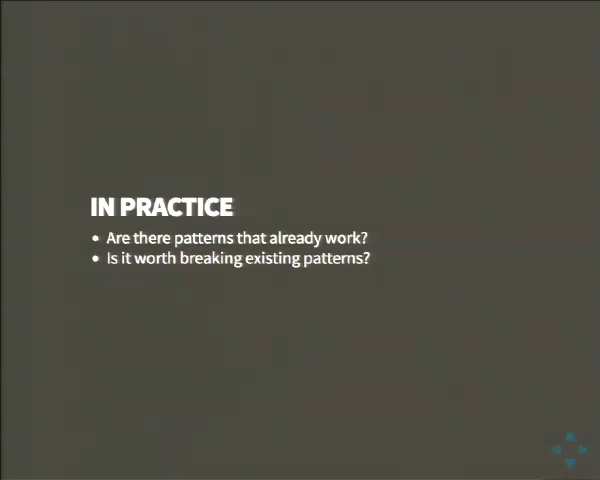 IN PRACTICE
• Are there patterns that already work?
• Is it worth breaking existing patterns?